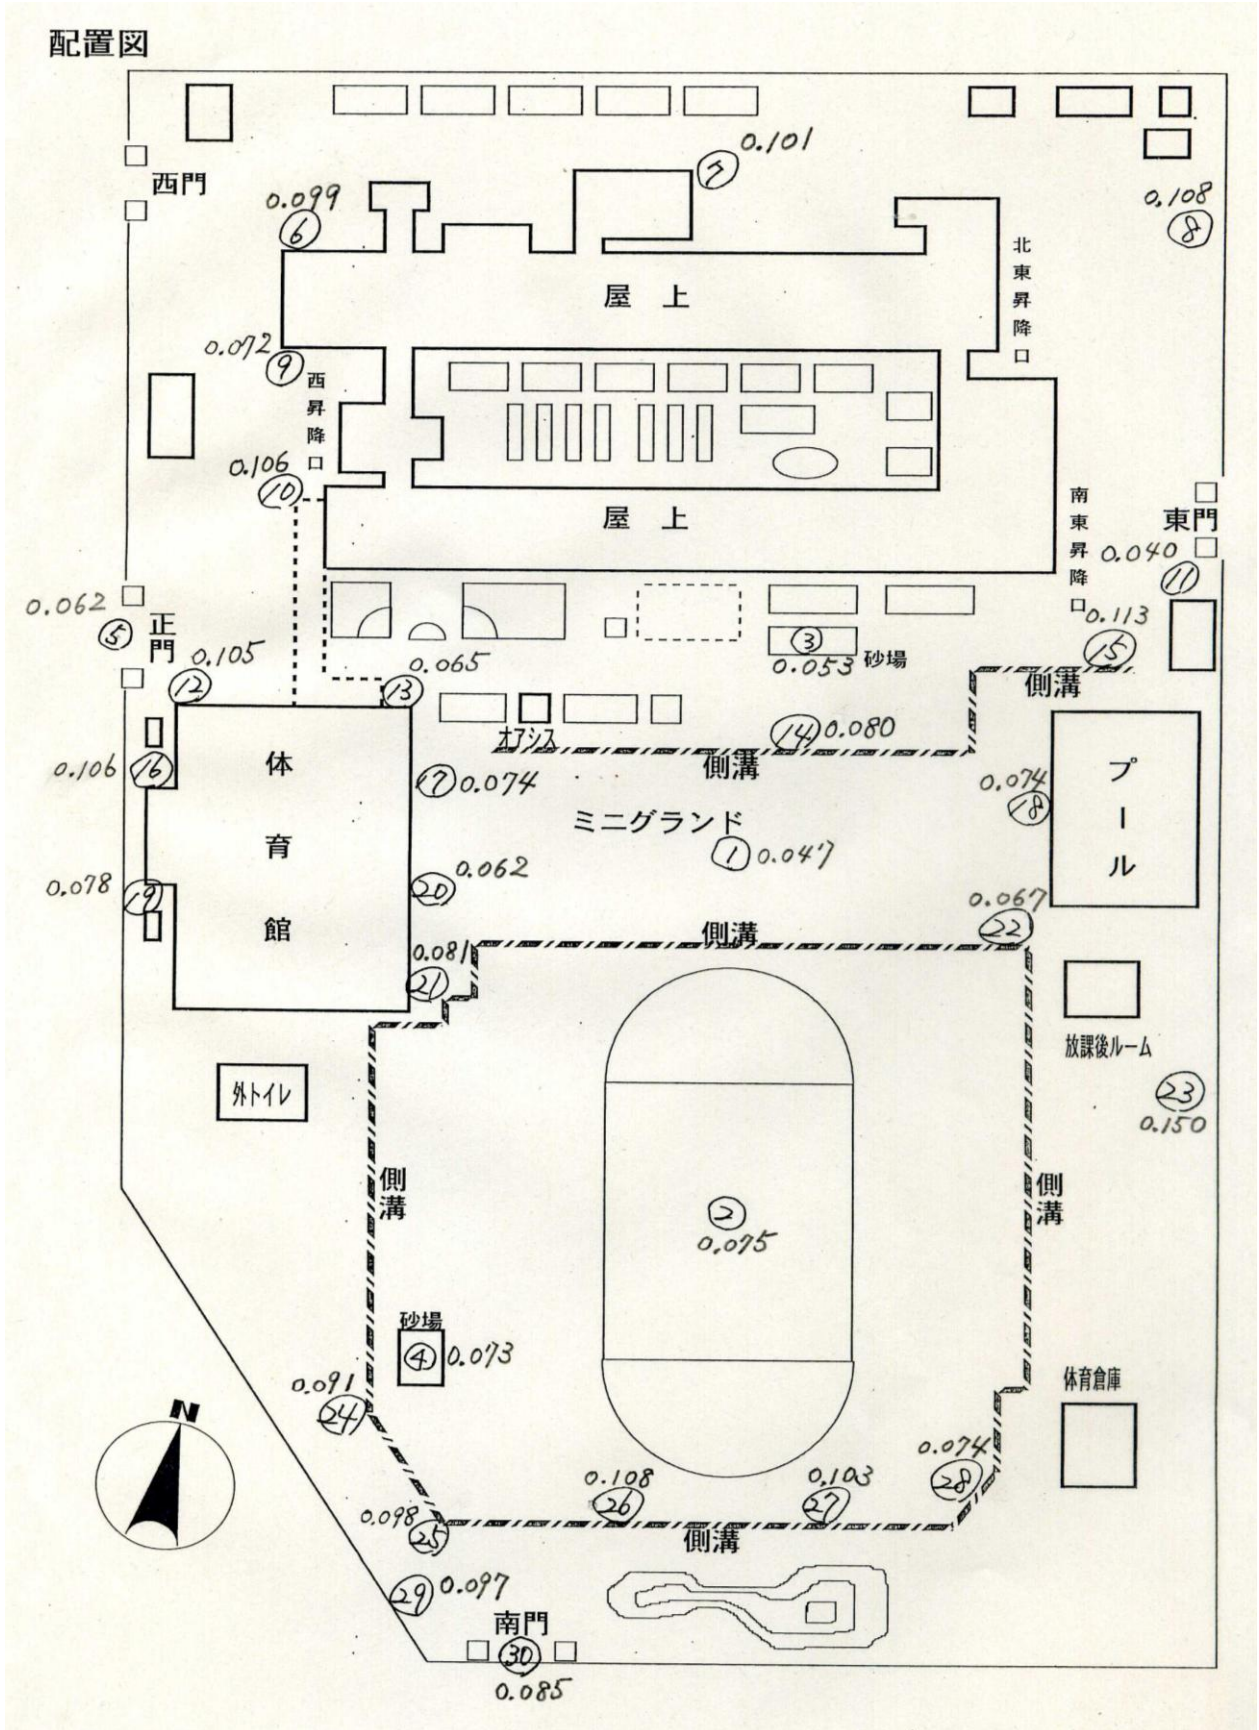 配置図
0.101
⑦
西門
0.099
⑥
0.108
⑧
北東昇降口
屋上
0.072
⑨
西昇降口
0.106
⑩
屋上
南東昇降口
東門
0.040
⑪
0.062
⑤
正門
0.105
⑫
0.065
⑬
③
0.053
砂場
0.113
⑮
側溝
オアシス
⑭ 0.080
側溝
体育館
0.106 ⑯
⑰ 0.074
ミニグランド
① 0.047
0.074
⑱
プール
0.078 ⑲
0.062
⑳
0.067
㉒
側溝
0.081
㉑
放課後ルーム
外トイレ
㉓
0.150
側溝
側溝
②
0.075
砂場
④ 0.073
0.091
㉔
体育倉庫
N
0.108
㉖
0.103
㉗
0.074
㉘
0.098
㉕
側溝
㉙ 0.097
南門
㉚
0.085